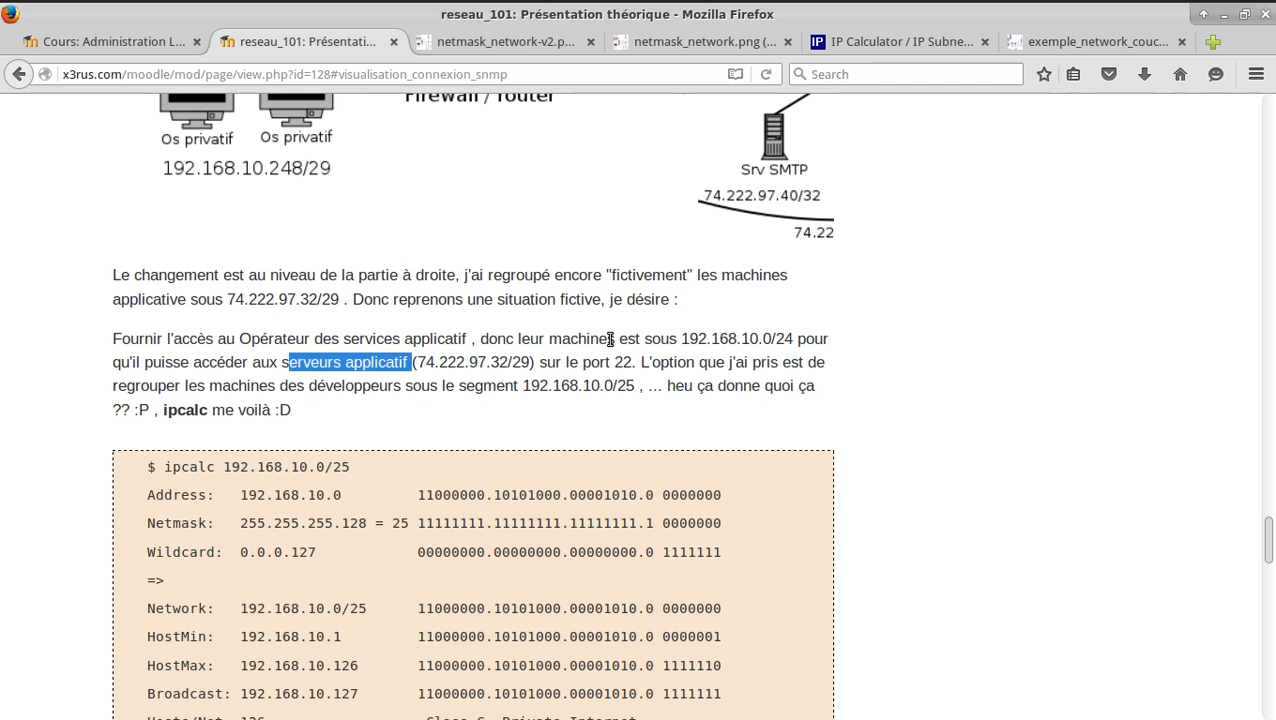 reseau_101: Présentation théorique - Mozilla Firefox
Cours: Administration L... reseau_101: Présentati... netmask_network-v2.p... netmask_network.png (... IP Calculator / IP Subne... exemple_network_couc...
x3rus.com/moodle/mod/page/view.php?id=128#visualisation_connexion_snmp Search
Firewall / router
Os privatif Os privatif
192.168.10.248/29
Srv SMTP
74.222.97.40/32
74.22
Le changement est au niveau de la partie à droite, j'ai regroupé encore "fictivement" les machines
applicative sous 74.222.97.32/29 . Donc reprenons une situation fictive, je désire :
Fournir l'accès au Opérateur des services applicatif , donc leur machines est sous 192.168.10.0/24 pour
qu'il puisse accéder aux serveurs applicatif (74.222.97.32/29) sur le port 22. L'option que j'ai pris est de
regrouper les machines des développeurs sous le segment 192.168.10.0/25 , ... heu ça donne quoi ça
?? :P , ipcalc me voilà :D
$ ipcalc 192.168.10.0/25
Address: 192.168.10.0 11000000.10101000.00001010.0 0000000
Netmask: 255.255.255.128 = 25 11111111.11111111.11111111.1 0000000
Wildcard: 0.0.0.127 00000000.00000000.00000000.0 1111111
=>
Network: 192.168.10.0/25 11000000.10101000.00001010.0 0000000
HostMin: 192.168.10.1 11000000.10101000.00001010.0 0000001
HostMax: 192.168.10.126 11000000.10101000.00001010.0 1111110
Broadcast: 192.168.10.127 11000000.10101000.00001010.0 1111111
Hosts/Net: 126 Class C, Private Internet